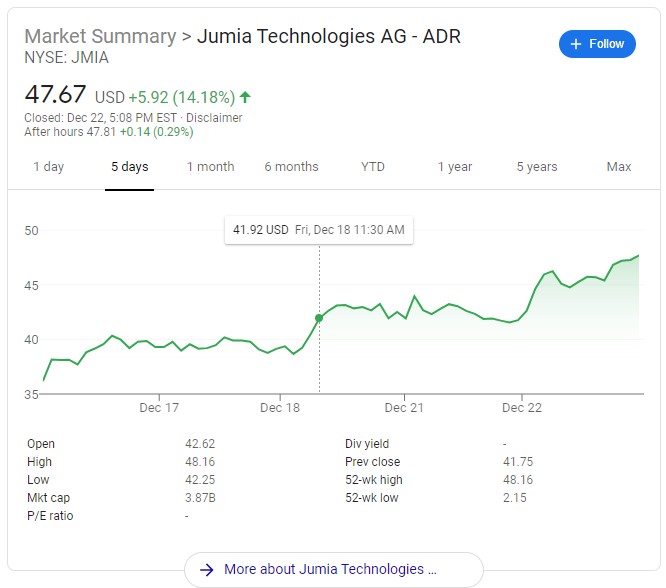 Market Summary > Jumia Technologies AG - ADR
NYSE: JMIA
+ Follow
47.67 USD +5.92 (14.18%) ↑
Closed: Dec 22, 5:08 PM EST · Disclaimer
After hours 47.81 +0.14 (0.29%)
1 day 5 days 1 month 6 months YTD 1 year 5 years Max
41.92 USD Fri, Dec 18 11:30 AM
50
45
40
35
Dec 17 Dec 18 Dec 21 Dec 22
Open 42.62 Div yield -
High 48.16 Prev close 41.75
Low 42.25 52-wk high 48.16
Mkt cap 3.87B 52-wk low 2.15
P/E ratio -
→ More about Jumia Technologies ...